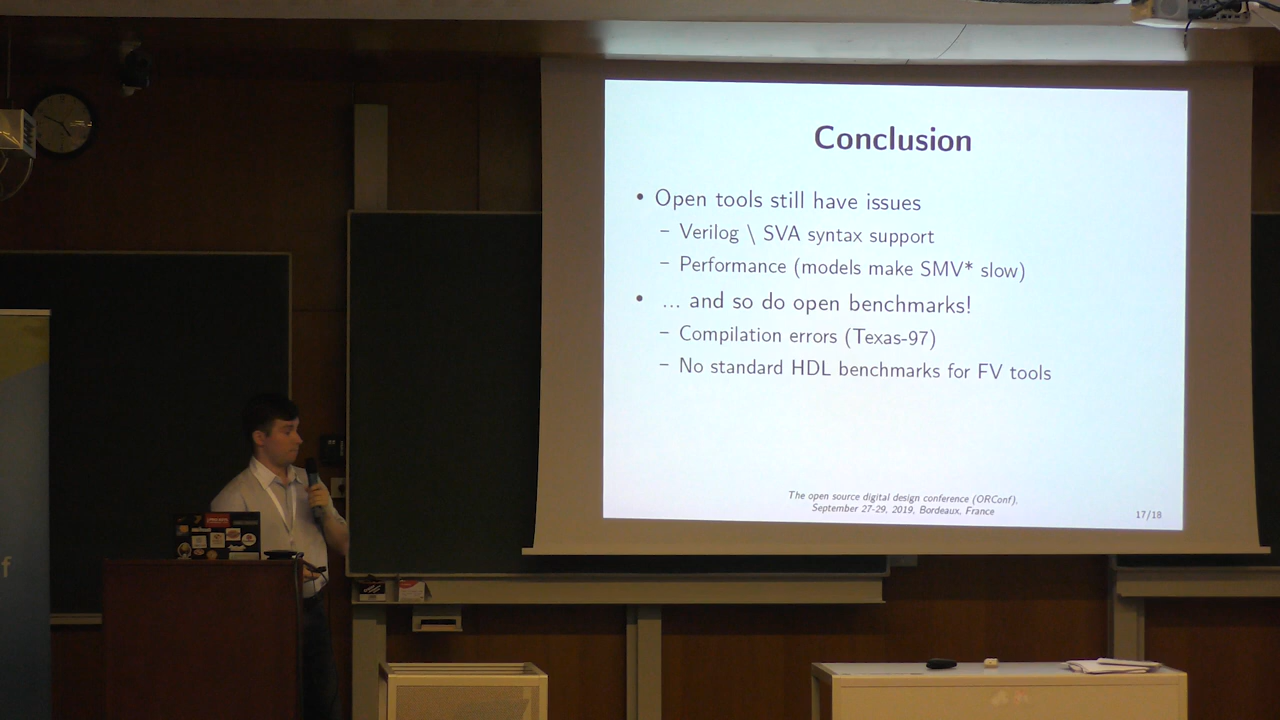 Conclusion
• Open tools still have issues
– Verilog \ SVA syntax support
– Performance (models make SMV* slow)
• ... and so do open benchmarks!
– Compilation errors (Texas-97)
– No standard HDL benchmarks for FV tools
The open source digital design conference (ORConf).
September 27-29, 2019, Bordeaux, France
17/18
f